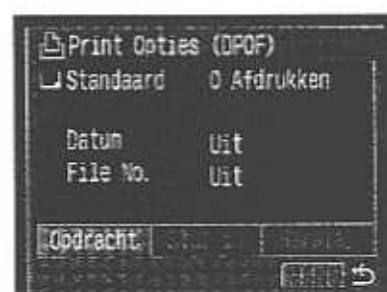 Print Opties (DPOF)
Standaard 0 Afdrukken
Datum Uit
File No. Uit
Opdracht